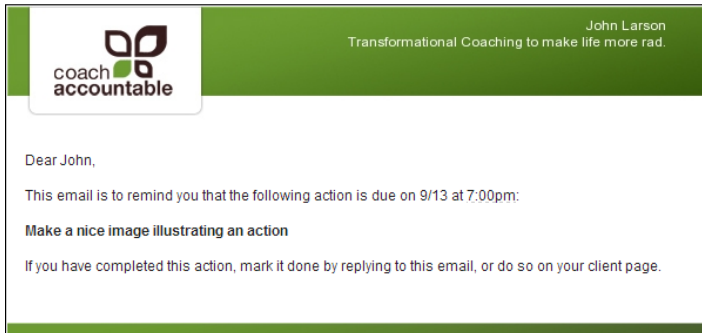 John Larson
Transformational Coaching to make life more rad.
coach
accountable
Dear John,
This email is to remind you that the following action is due on 9/13 at 7:00pm:
Make a nice image illustrating an action
If you have completed this action, mark it done by replying to this email, or do so on your client page.